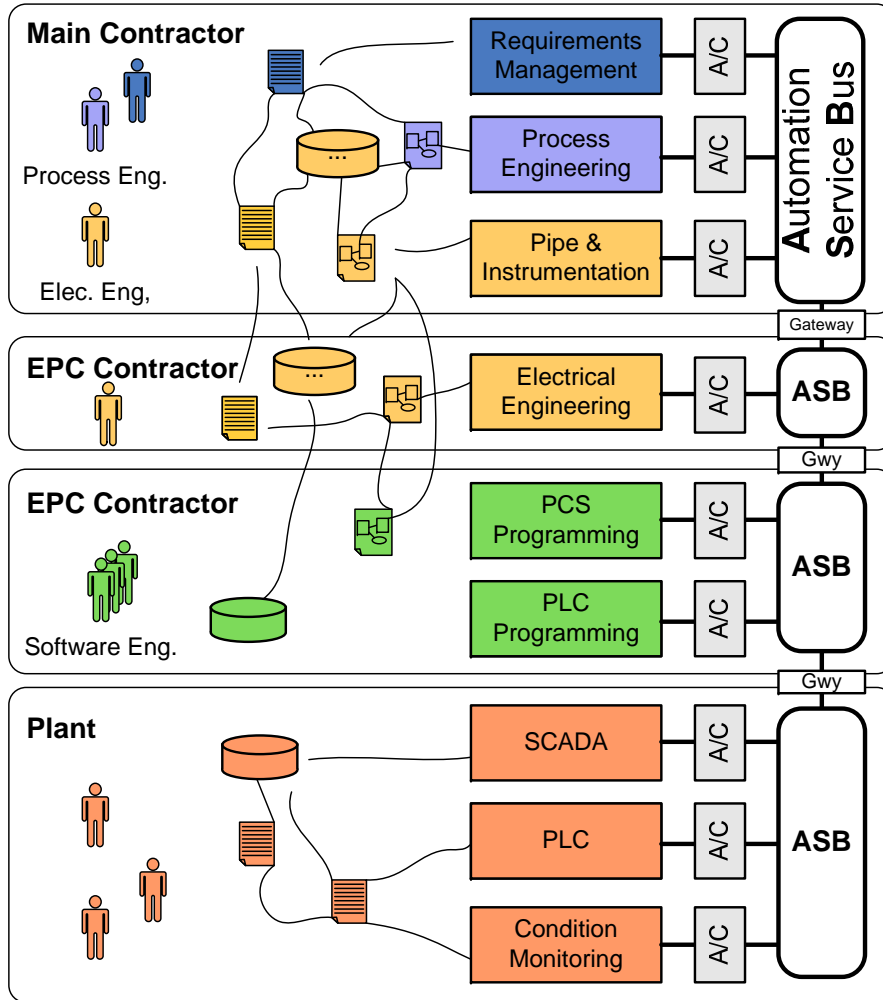 Main Contractor
Process Eng.
Elec. Eng,
...
Requirements
Management
A/C
Process
Engineering
A/C
Pipe &
Instrumentation
A/C
Automation
Service Bus
Gateway
EPC Contractor
...
Electrical
Engineering
A/C
ASB
Gwy
EPC Contractor
Software Eng.
PCS
Programming
A/C
PLC
Programming
A/C
ASB
Gwy
Plant
SCADA
A/C
PLC
A/C
Condition
Monitoring
A/C
ASB